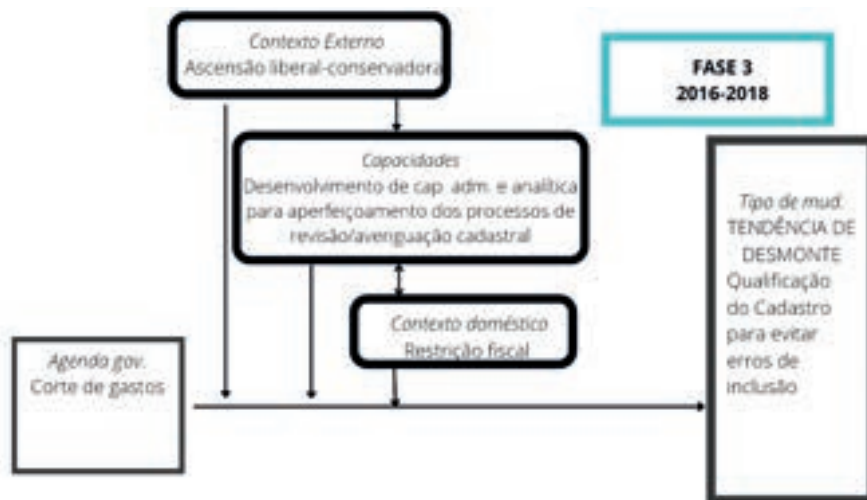 Contexto Externo
Ascensão liberal-conservadora
FASE 3
2016-2018
Capacidades
Desenvolvimento de cap. adm. e analítica
para aperfeiçoamento dos processos de
revisão/averiguação cadastral
Contexto doméstico
Restrição fiscal
Agenda gov.
Corte de gastos
Tipo de mud.
TENDÊNCIA DE
DESMONTE
Qualificação
do Cadastro
para evitar
erros de
inclusão